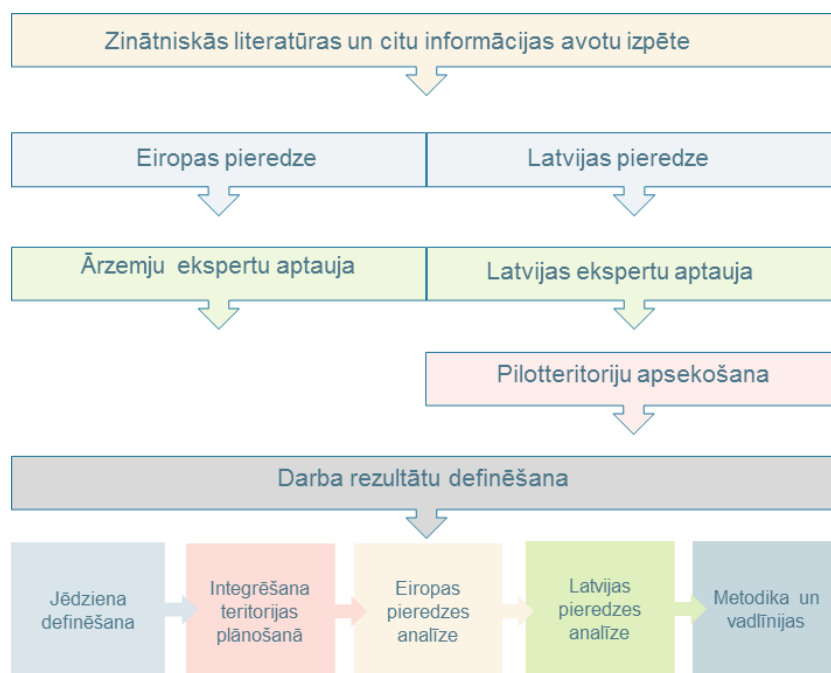 Zinātniskās literatūras un citu informācijas avotu izpēte
Eiropas pieredze
Latvijas pieredze
Ārzemju ekspertu aptauja
Latvijas ekspertu aptauja
Pilotteritoriju apsekošana
Darba rezultātu definēšana
Jēdziena
definēšana
Integrēšana
teritorijas
plānošanā
Eiropas
pieredzes
analīze
Latvijas
pieredzes
analīze
Metodika un
vadlīnijas